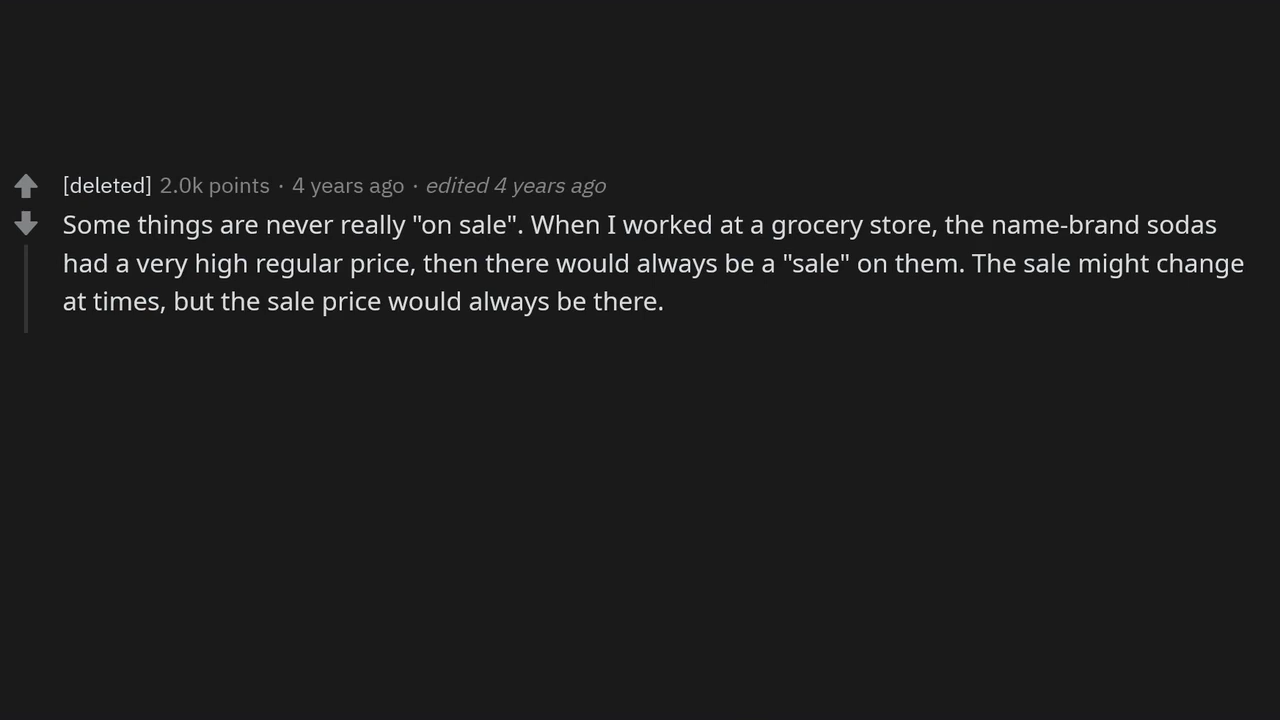 [deleted] 2.0k points · 4 years ago · edited 4 years ago
Some things are never really "on sale". When I worked at a grocery store, the name-brand sodas
had a very high regular price, then there would always be a "sale" on them. The sale might change
at times, but the sale price would always be there.